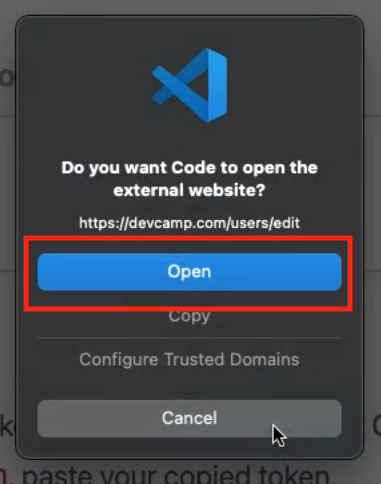 Do you want Code to open the
external website?
https://devcamp.com/users/edit
Open
Copy
Configure Trusted Domains
Cancel
paste your copied token.